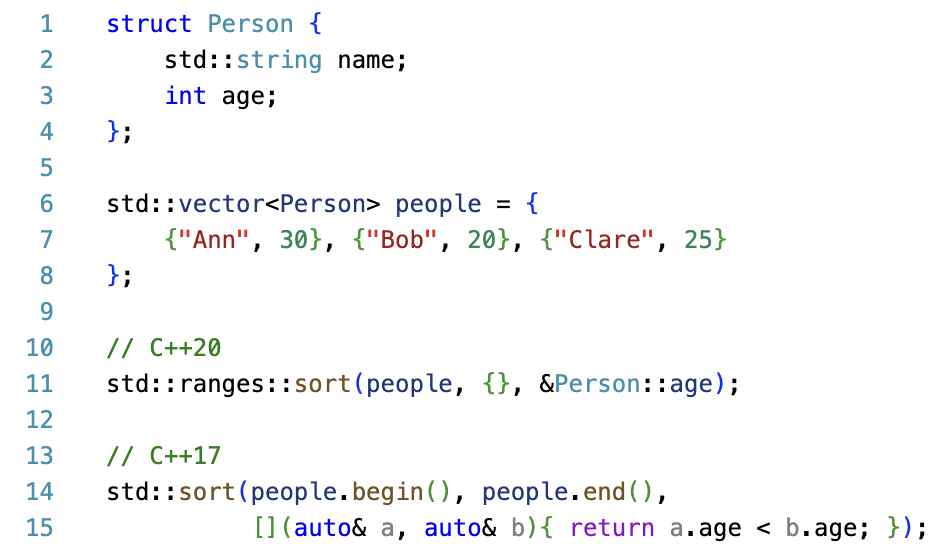 1 struct Person {
2     std::string name;
3     int age;
4 };
5
6 std::vector<Person> people = {
7     {"Ann", 30}, {"Bob", 20}, {"Clare", 25}
8 };
9
10 // C++20
11 std::ranges::sort(people, {}, &Person::age);
12
13 // C++17
14 std::sort(people.begin(), people.end(),
15           [](auto& a, auto& b){ return a.age < b.age; });